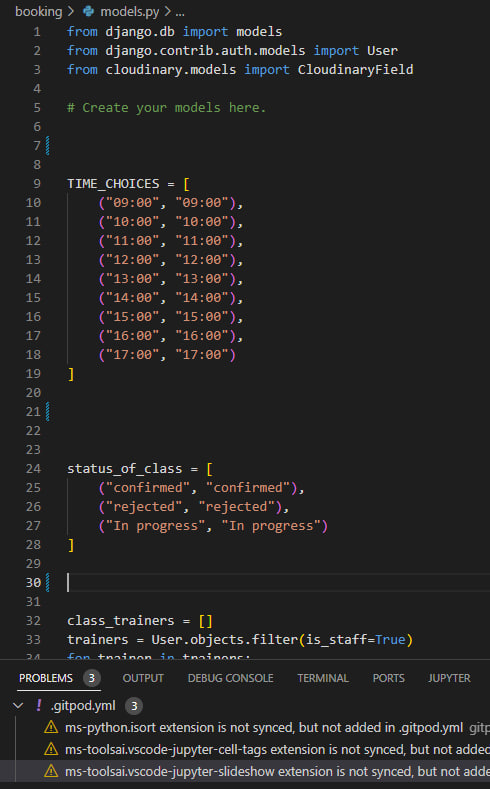 booking > models.py > ...
1 from django.db import models
2 from django.contrib.auth.models import User
3 from cloudinary.models import CloudinaryField
4
5 # Create your models here.
6
7
8
9 TIME_CHOICES = [
10 ("09:00", "09:00"),
11 ("10:00", "10:00"),
12 ("11:00", "11:00"),
13 ("12:00", "12:00"),
14 ("13:00", "13:00"),
15 ("14:00", "14:00"),
16 ("15:00", "15:00"),
17 ("16:00", "16:00"),
18 ("17:00", "17:00")
19 ]
20
21
22
23
24 status_of_class = [
25 ("confirmed", "confirmed"),
26 ("rejected", "rejected"),
27 ("In progress", "In progress")
28 ]
29
30
31
32 class_trainers = []
33 trainers = User.objects.filter(is_staff=True)
34 for trainer in trainers:
PROBLEMS 3 OUTPUT DEBUG CONSOLE TERMINAL PORTS JUPYTER
! .gitpod.yml 3
ms-python.isort extension is not synced, but not added in .gitpod.yml gitp
ms-toolsai.vscode-jupyter-cell-tags extension is not synced, but not added
ms-toolsai.vscode-jupyter-slideshow extension is not synced, but not added